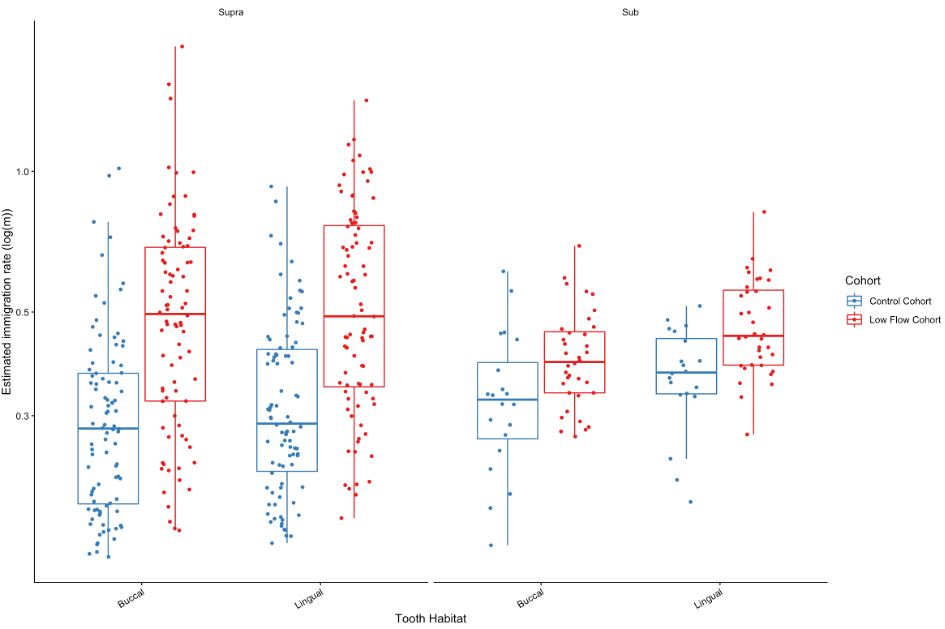 Supra
Sub
Estimated immigration rate (log(m))
1.0
0.5
0.3
Buccal
Lingual
Buccal
Lingual
Tooth Habitat
Cohort
Control Cohort
Low Flow Cohort